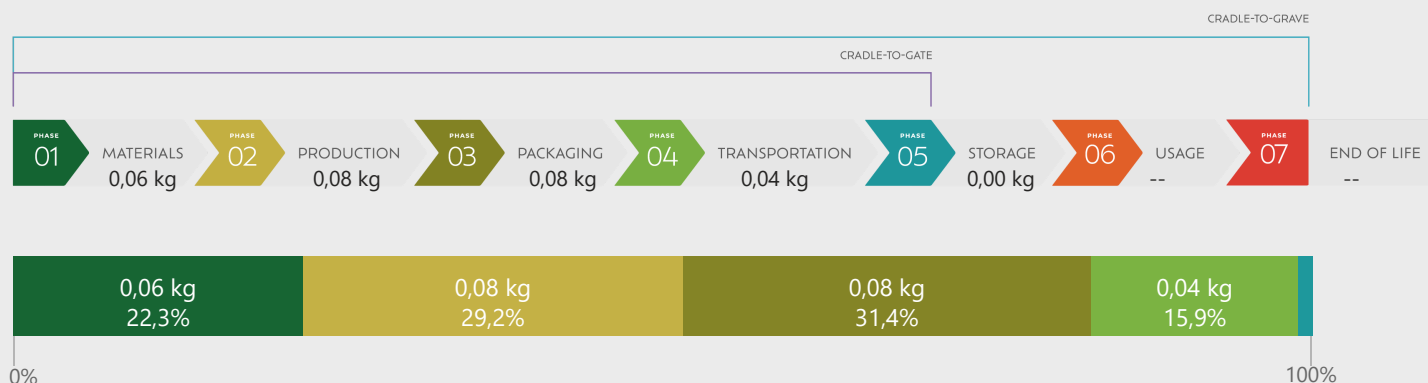 CRADLE-TO-GRAVE
CRADLE-TO-GATE
PHASE
01
MATERIALS
0,06 kg
PHASE
02
PRODUCTION
0,08 kg
PHASE
03
PACKAGING
0,08 kg
PHASE
04
TRANSPORTATION
0,04 kg
PHASE
05
STORAGE
0,00 kg
PHASE
06
USAGE
--
PHASE
07
END OF LIFE
--
0,06 kg
22,3%
0,08 kg
29,2%
0,08 kg
31,4%
0,04 kg
15,9%
0%
100%